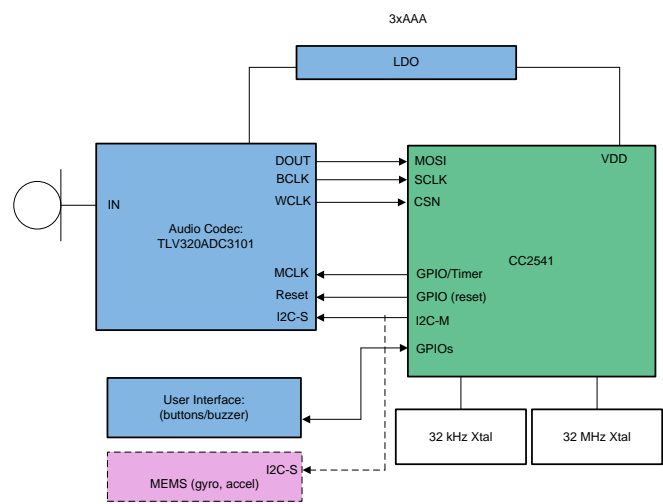 3xAAA
LDO
DOUT
BCLK
WCLK
IN
Audio Codec:
TLV320ADC3101
MCLK
Reset
I2C-S
MOSI
SCLK
CSN
VDD
CC2541
GPIO/Timer
GPIO (reset)
I2C-M
GPIOs
User Interface:
(buttons/buzzer)
I2C-S
MEMS (gyro, accel)
32 kHz Xtal
32 MHz Xtal